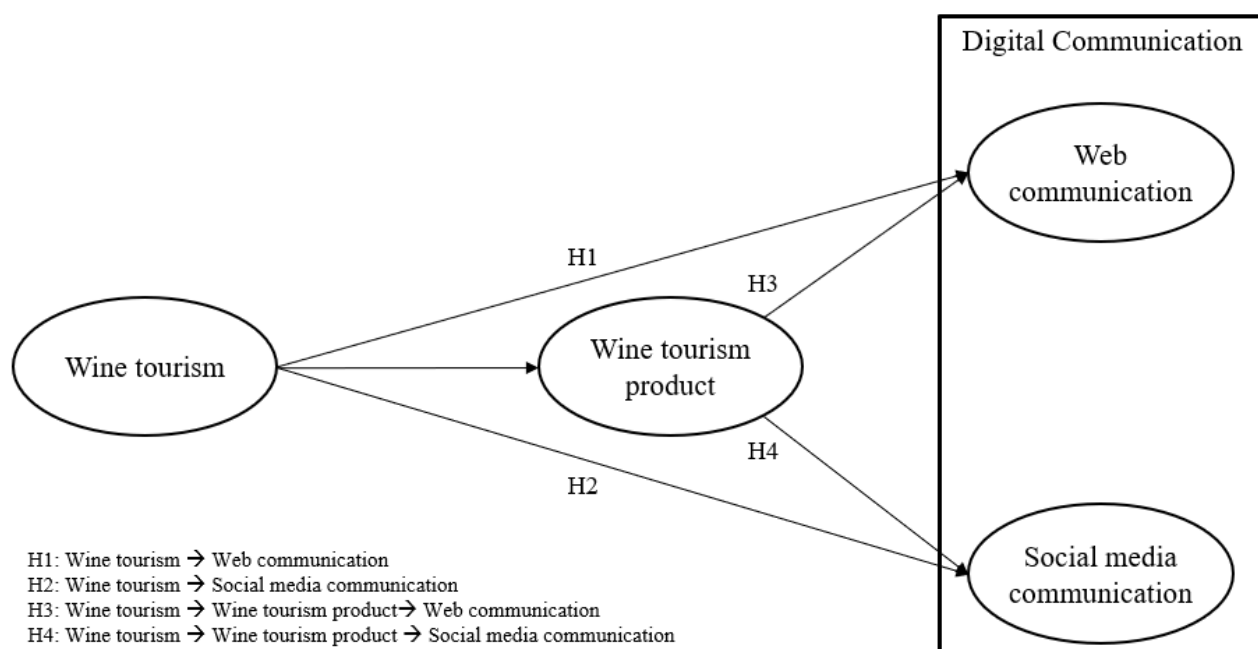 Digital Communication
Web
communication
H1
H3
Wine tourism
Wine tourism
product
H4
H2
Social media
communication
H1: Wine tourism → Web communication
H2: Wine tourism → Social media communication
H3: Wine tourism → Wine tourism product→ Web communication
H4: Wine tourism → Wine tourism product → Social media communication